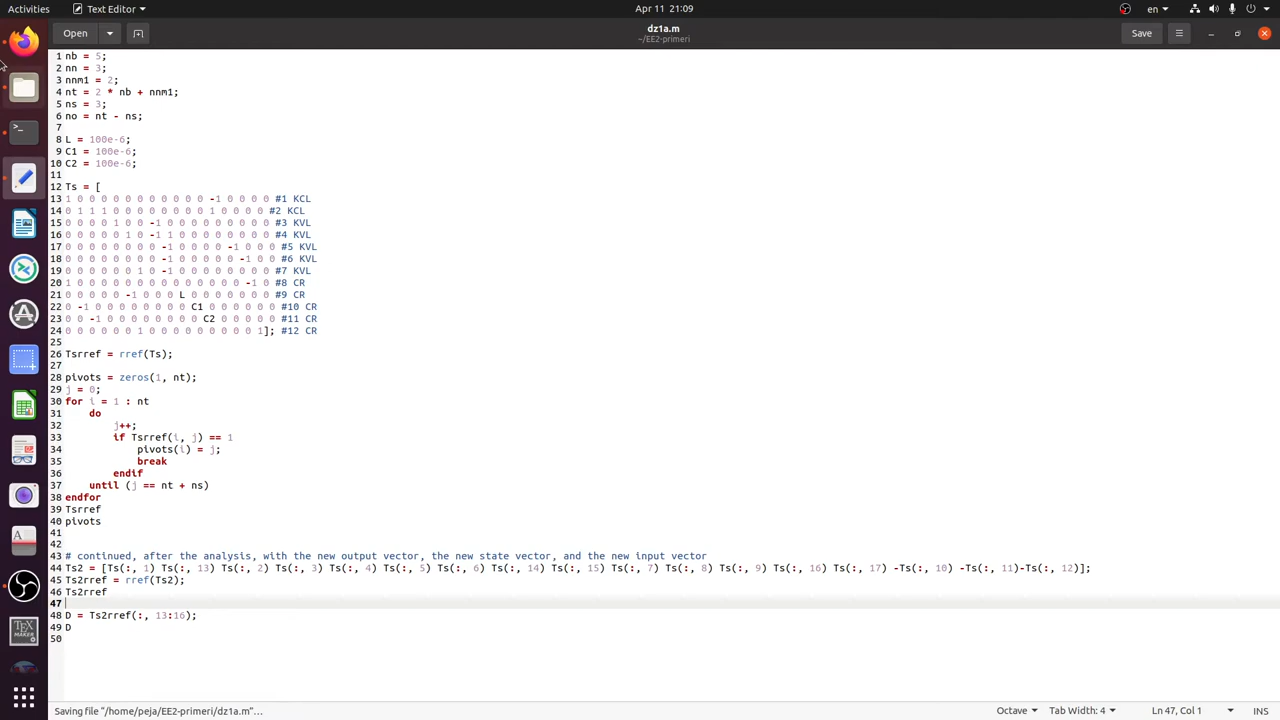 Activities
Text Editor
Apr 11 21:09
en
Open
dz1a.m
~/EE2-primeri
Save
1 nb = 5;
2 nn = 3;
3 nnm1 = 2;
4 nt = 2 * nb + nnm1;
5 ns = 3;
6 no = nt - ns;
7
8 L = 100e-6;
9 C1 = 100e-6;
10 C2 = 100e-6;
11
12 Ts = [
13 1 0 0 0 0 0 0 0 0 0 0 0 -1 0 0 0 0 #1 KCL
14 0 1 1 1 0 0 0 0 0 0 0 0 1 0 0 0 0 #2 KCL
15 0 0 0 0 1 0 0 -1 0 0 0 0 0 0 0 0 0 #3 KVL
16 0 0 0 0 0 1 0 -1 1 0 0 0 0 0 0 0 0 #4 KVL
17 0 0 0 0 0 0 0 0 -1 0 0 0 0 -1 0 0 0 #5 KVL
18 0 0 0 0 0 0 0 0 -1 0 0 0 0 0 -1 0 0 #6 KVL
19 0 0 0 0 0 0 1 0 -1 0 0 0 0 0 0 0 0 #7 KVL
20 1 0 0 0 0 0 0 0 0 0 0 0 0 0 0 -1 0 #8 CR
21 0 0 0 0 0 -1 0 0 0 L 0 0 0 0 0 0 0 #9 CR
22 0 -1 0 0 0 0 0 0 0 0 C1 0 0 0 0 0 0 #10 CR
23 0 0 -1 0 0 0 0 0 0 0 0 C2 0 0 0 0 0 #11 CR
24 0 0 0 0 0 0 1 0 0 0 0 0 0 0 0 0 1]; #12 CR
25
26 Tsrref = rref(Ts);
27
28 pivots = zeros(1, nt);
29 j = 0;
30 for i = 1 : nt
31 do
32 j++;
33 if Tsrref(i, j) == 1
34 pivots(i) = j;
35 break
36 endif
37 until (j == nt + ns)
38 endfor
39 Tsrref
40 pivots
41
42
43 # continued, after the analysis, with the new output vector, the new state vector, and the new input vector
44 Ts2 = [Ts(:, 1) Ts(:, 13) Ts(:, 2) Ts(:, 3) Ts(:, 4) Ts(:, 5) Ts(:, 6) Ts(:, 14) Ts(:, 15) Ts(:, 7) Ts(:, 8) Ts(:, 9) Ts(:, 16) Ts(:, 17) -Ts(:, 10) -Ts(:, 11)-Ts(:, 12)];
45 Ts2rref = rref(Ts2);
46 Ts2rref
47
48 D = Ts2rref(:, 13:16);
49 D
50
Saving file "/home/peja/EE2-primeri/dz1a.m"…
Octave
Tab Width: 4
Ln 47, Col 1
INS